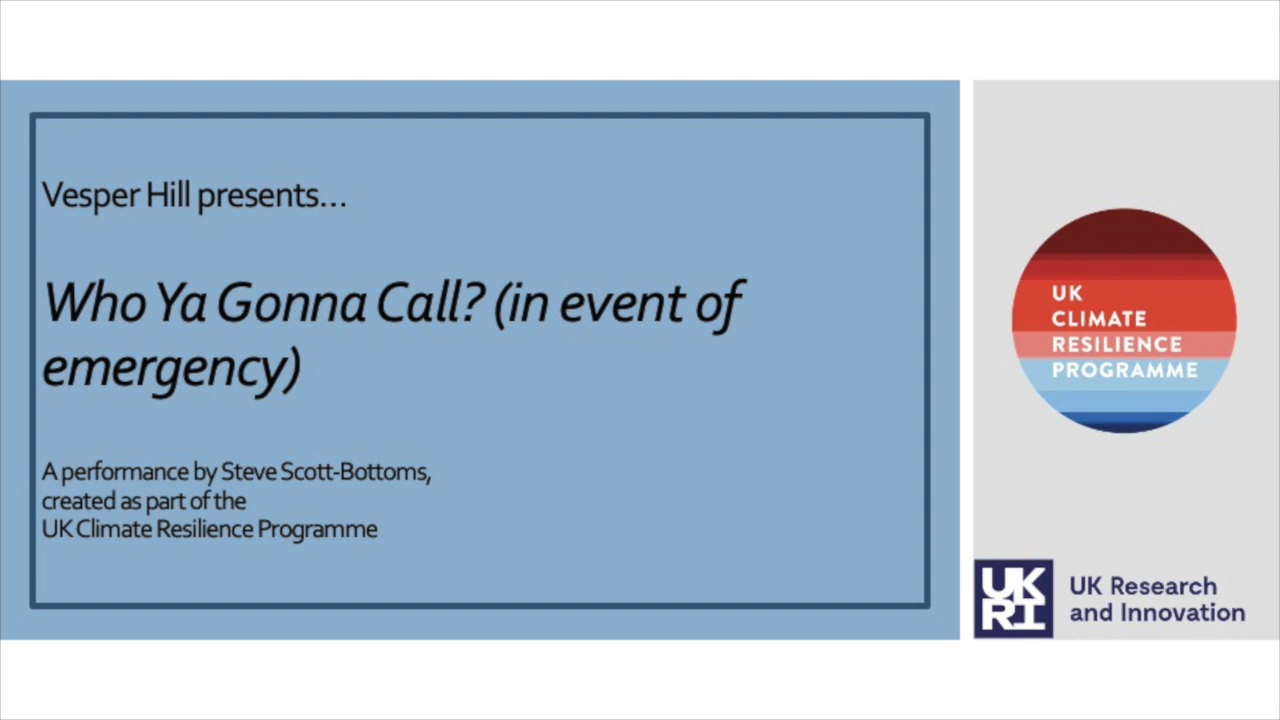 Vesper Hill presents...
Who Ya Gonna Call? (in event of
emergency)
A performance by Steve Scott-Bottoms,
created as part of the
UK Climate Resilience Programme
UK
CLIMATE
RESILIENCE
PROGRAMME
UK
RI
UK Research
and Innovation